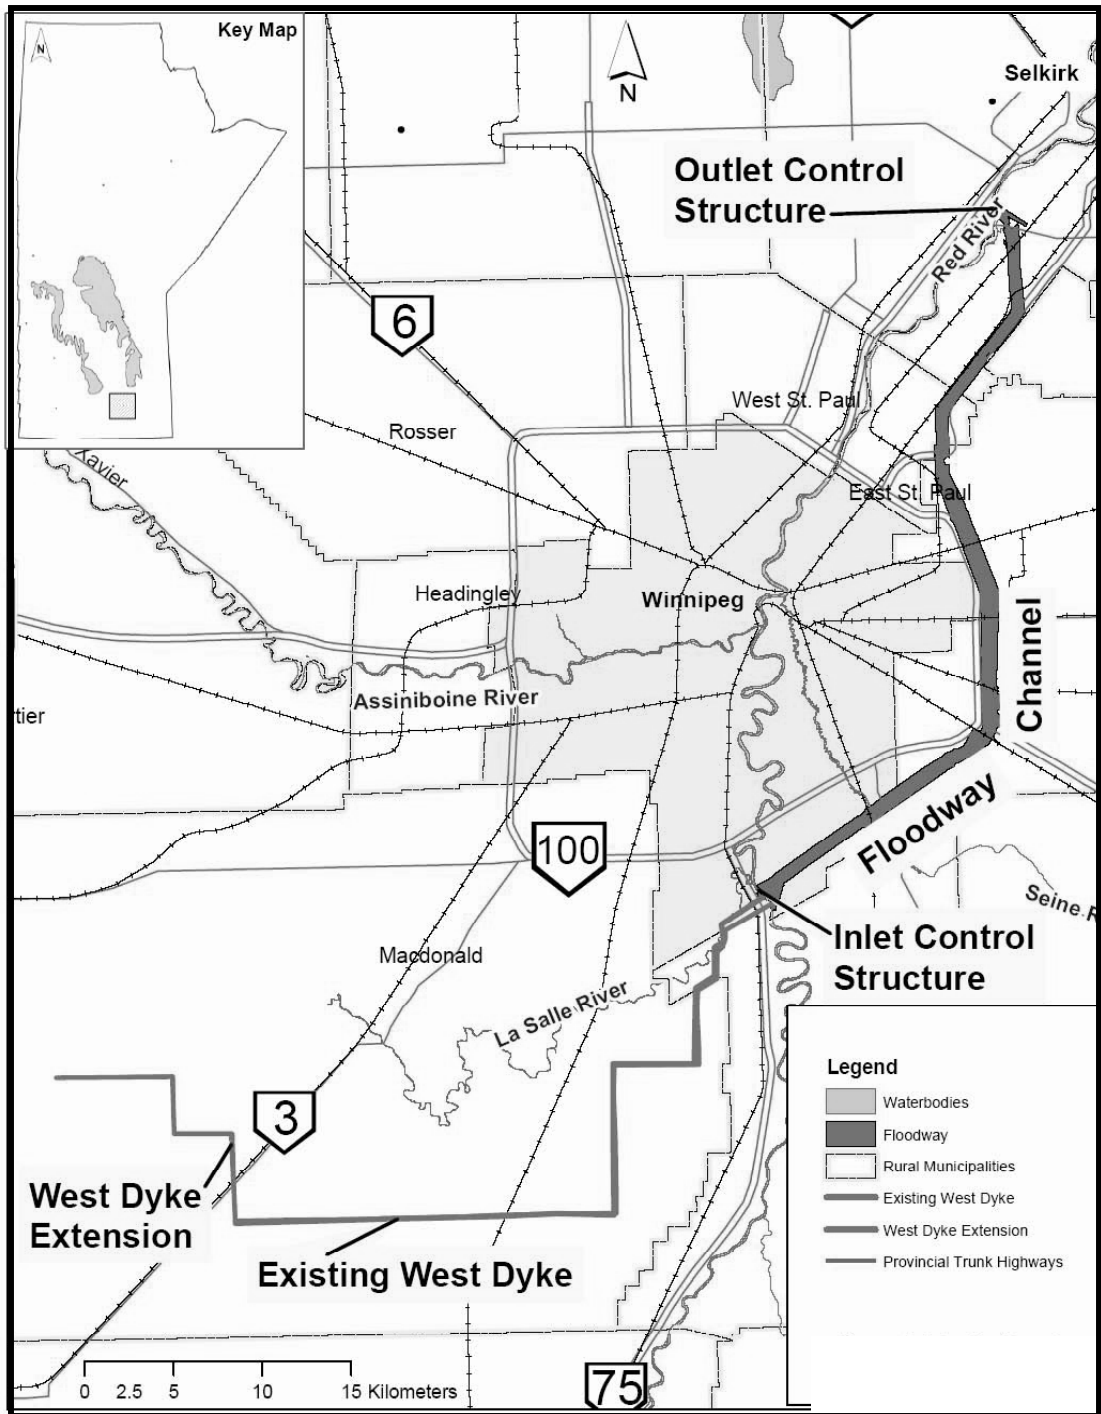 Key Map
N
N
Selkirk
Outlet Control
Structure
Red River
6
West St. Paul
Rosser
Xavier
East St. Paul
Headingley
Winnipeg
Channel
Assiniboine River
tier
Floodway
100
Seine R
Inlet Control
Structure
Macdonald
La Salle River
3
West Dyke
Extension
Existing West Dyke
75
Legend
Waterbodies
Floodway
Rural Municipalities
Existing West Dyke
West Dyke Extension
Provincial Trunk Highways
0 2.5 5 10 15 Kilometers